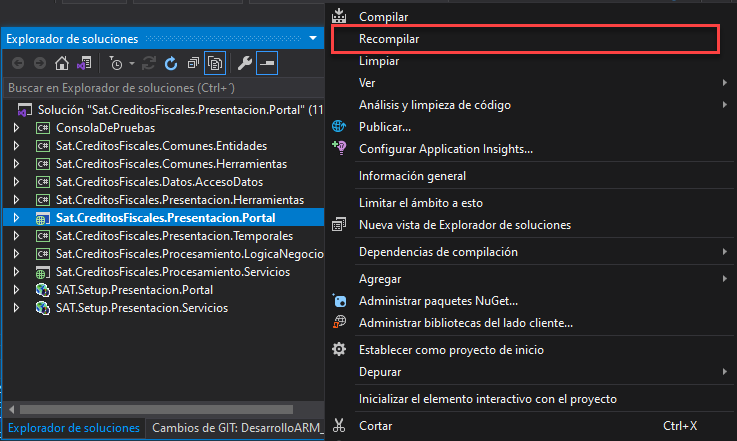 Explorador de soluciones
Buscar en Explorador de soluciones (Ctrl+´)
Solución "Sat.CreditosFiscales.Presentacion.Portal" (11
ConsolaDePruebas
Sat.CreditosFiscales.Comunes.Entidades
Sat.CreditosFiscales.Comunes.Herramientas
Sat.CreditosFiscales.Datos.AccesoDatos
Sat.CreditosFiscales.Presentacion.Herramientas
Sat.CreditosFiscales.Presentacion.Portal
Sat.CreditosFiscales.Presentacion.Temporales
Sat.CreditosFiscales.Procesamiento.LogicaNegocio
Sat.CreditosFiscales.Procesamiento.Servicios
SAT.Setup.Presentacion.Portal
SAT.Setup.Presentacion.Servicios
Explorador de soluciones
Cambios de GIT: DesarrolloARM_
Compilar
Recompilar
Limpiar
Ver
Análisis y limpieza de código
Publicar...
Configurar Application Insights...
Información general
Limitar el ámbito a esto
Nueva vista de Explorador de soluciones
Dependencias de compilación
Agregar
Administrar paquetes NuGet...
Administrar bibliotecas del lado cliente...
Establecer como proyecto de inicio
Depurar
Inicializar el elemento interactivo con el proyecto
Cortar Ctrl+X